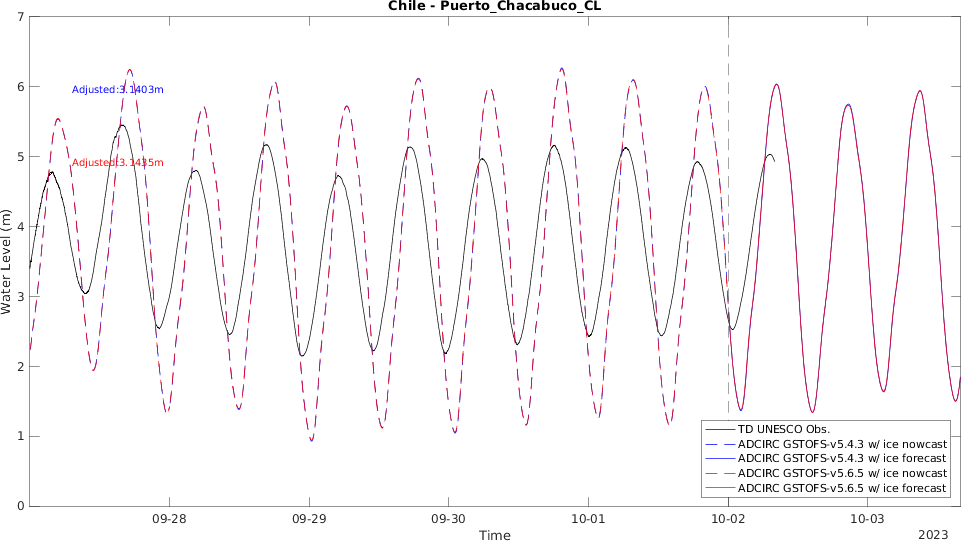 Chile - Puerto_Chacabuco_CL
7
6
5
4
3
2
1
0
Water Level (m)
Adjusted:3.1403m
Adjusted:3.1435m
TD UNESCO Obs.
ADCIRC GSTOFS-v5.4.3 w/ ice nowcast
ADCIRC GSTOFS-v5.4.3 w/ ice forecast
ADCIRC GSTOFS-v5.6.5 w/ ice nowcast
ADCIRC GSTOFS-v5.6.5 w/ ice forecast
09-28 09-29 09-30 10-01 10-02 10-03
Time
2023